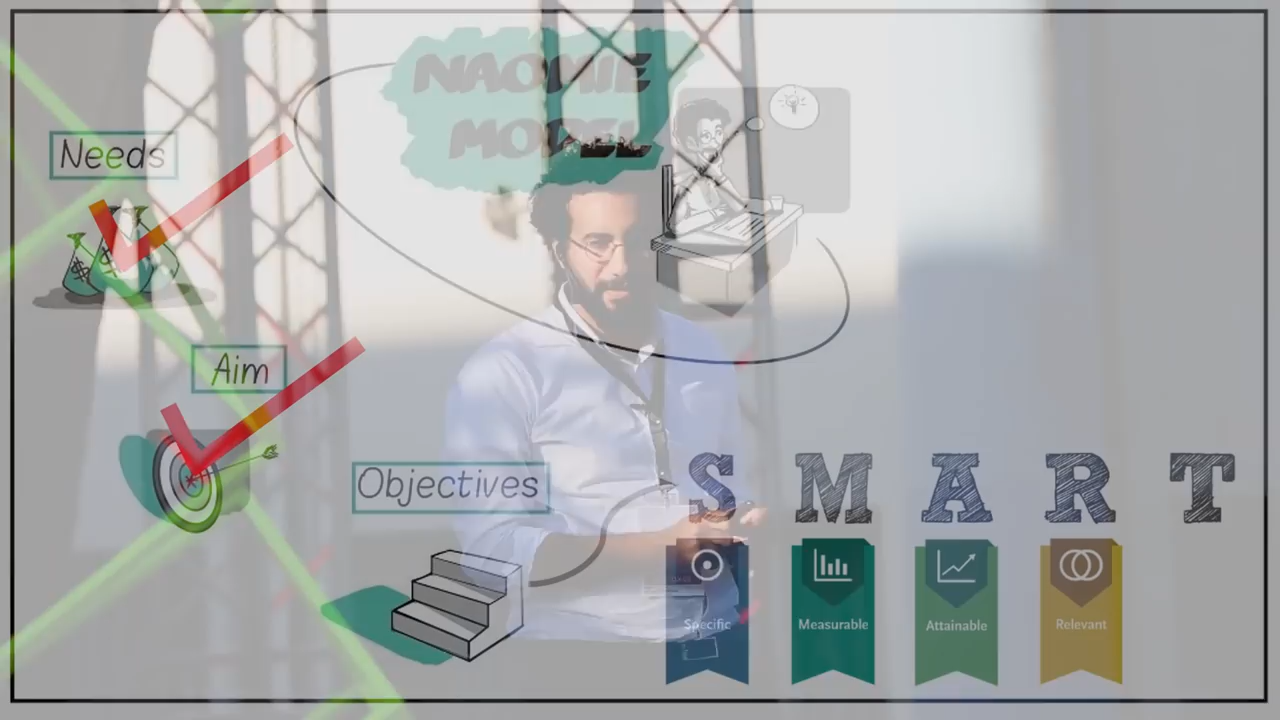 NAOMIE
MODEL
Needs
Aim
Objectives
S M A R T
Specific
Measurable
Attainable
Relevant